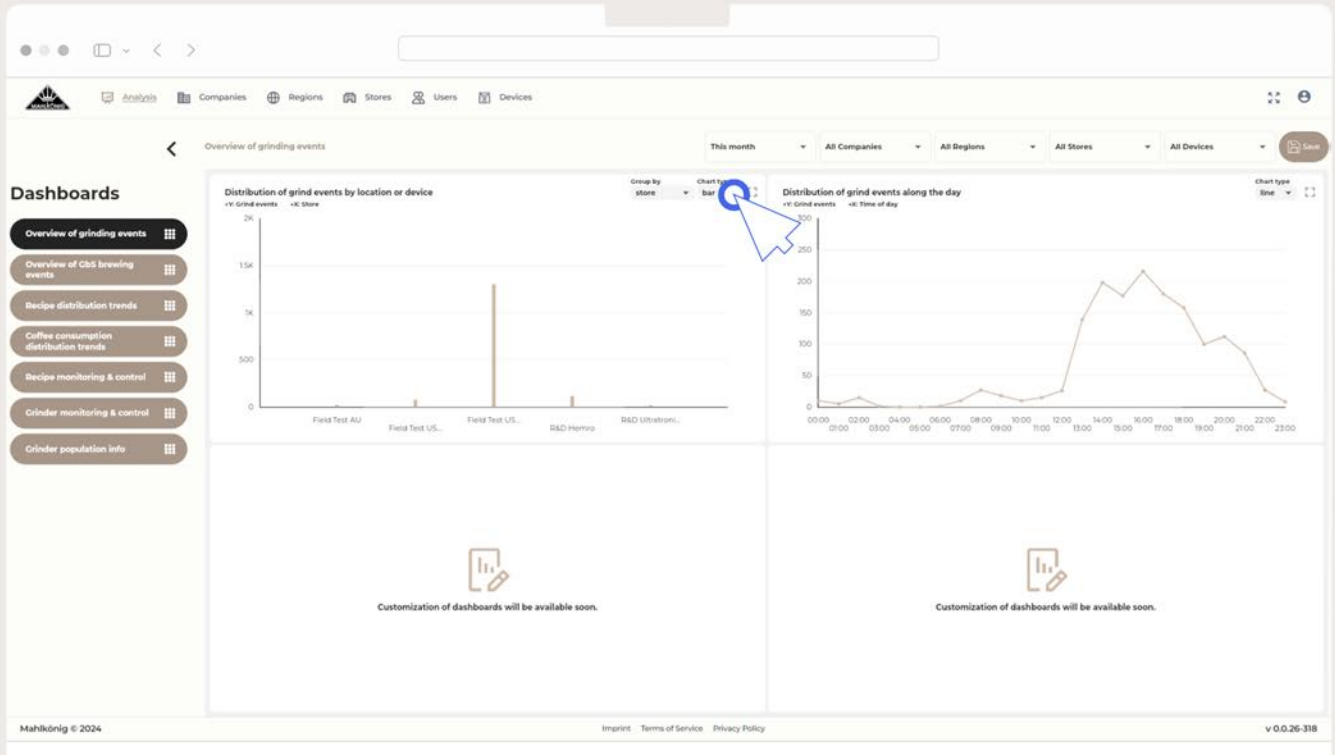 MAHLKÖNIG
Analysis Companies Regions Stores Users Devices
Overview of grinding events
This month All Companies All Regions All Stores All Devices Save
Dashboards
Overview of grinding events
Overview of GbS brewing
events
Recipe distribution trends
Coffee consumption
distribution trends
Recipe monitoring & control
Grinder monitoring & control
Grinder population info
Distribution of grind events by location or device
Group by
store
bar
•Y: Grind events •X: Store
2K
1.5K
1K
500
0
Field Test AU
Field Test US...
Field Test US...
R&D Hemro
R&D Ultratroni...
Distribution of grind events along the day
Chart type
line
•Y: Grind events •X: Time of day
300
250
200
150
100
50
0
00:00 02:00 04:00 06:00 08:00 10:00 12:00 14:00 16:00 18:00 20:00 22:00
01:00 03:00 05:00 07:00 09:00 11:00 13:00 15:00 17:00 19:00 21:00 23:00
Customization of dashboards will be available soon.
Customization of dashboards will be available soon.
Mahlkönig © 2024
Imprint Terms of Service Privacy Policy
v 0.0.26-318